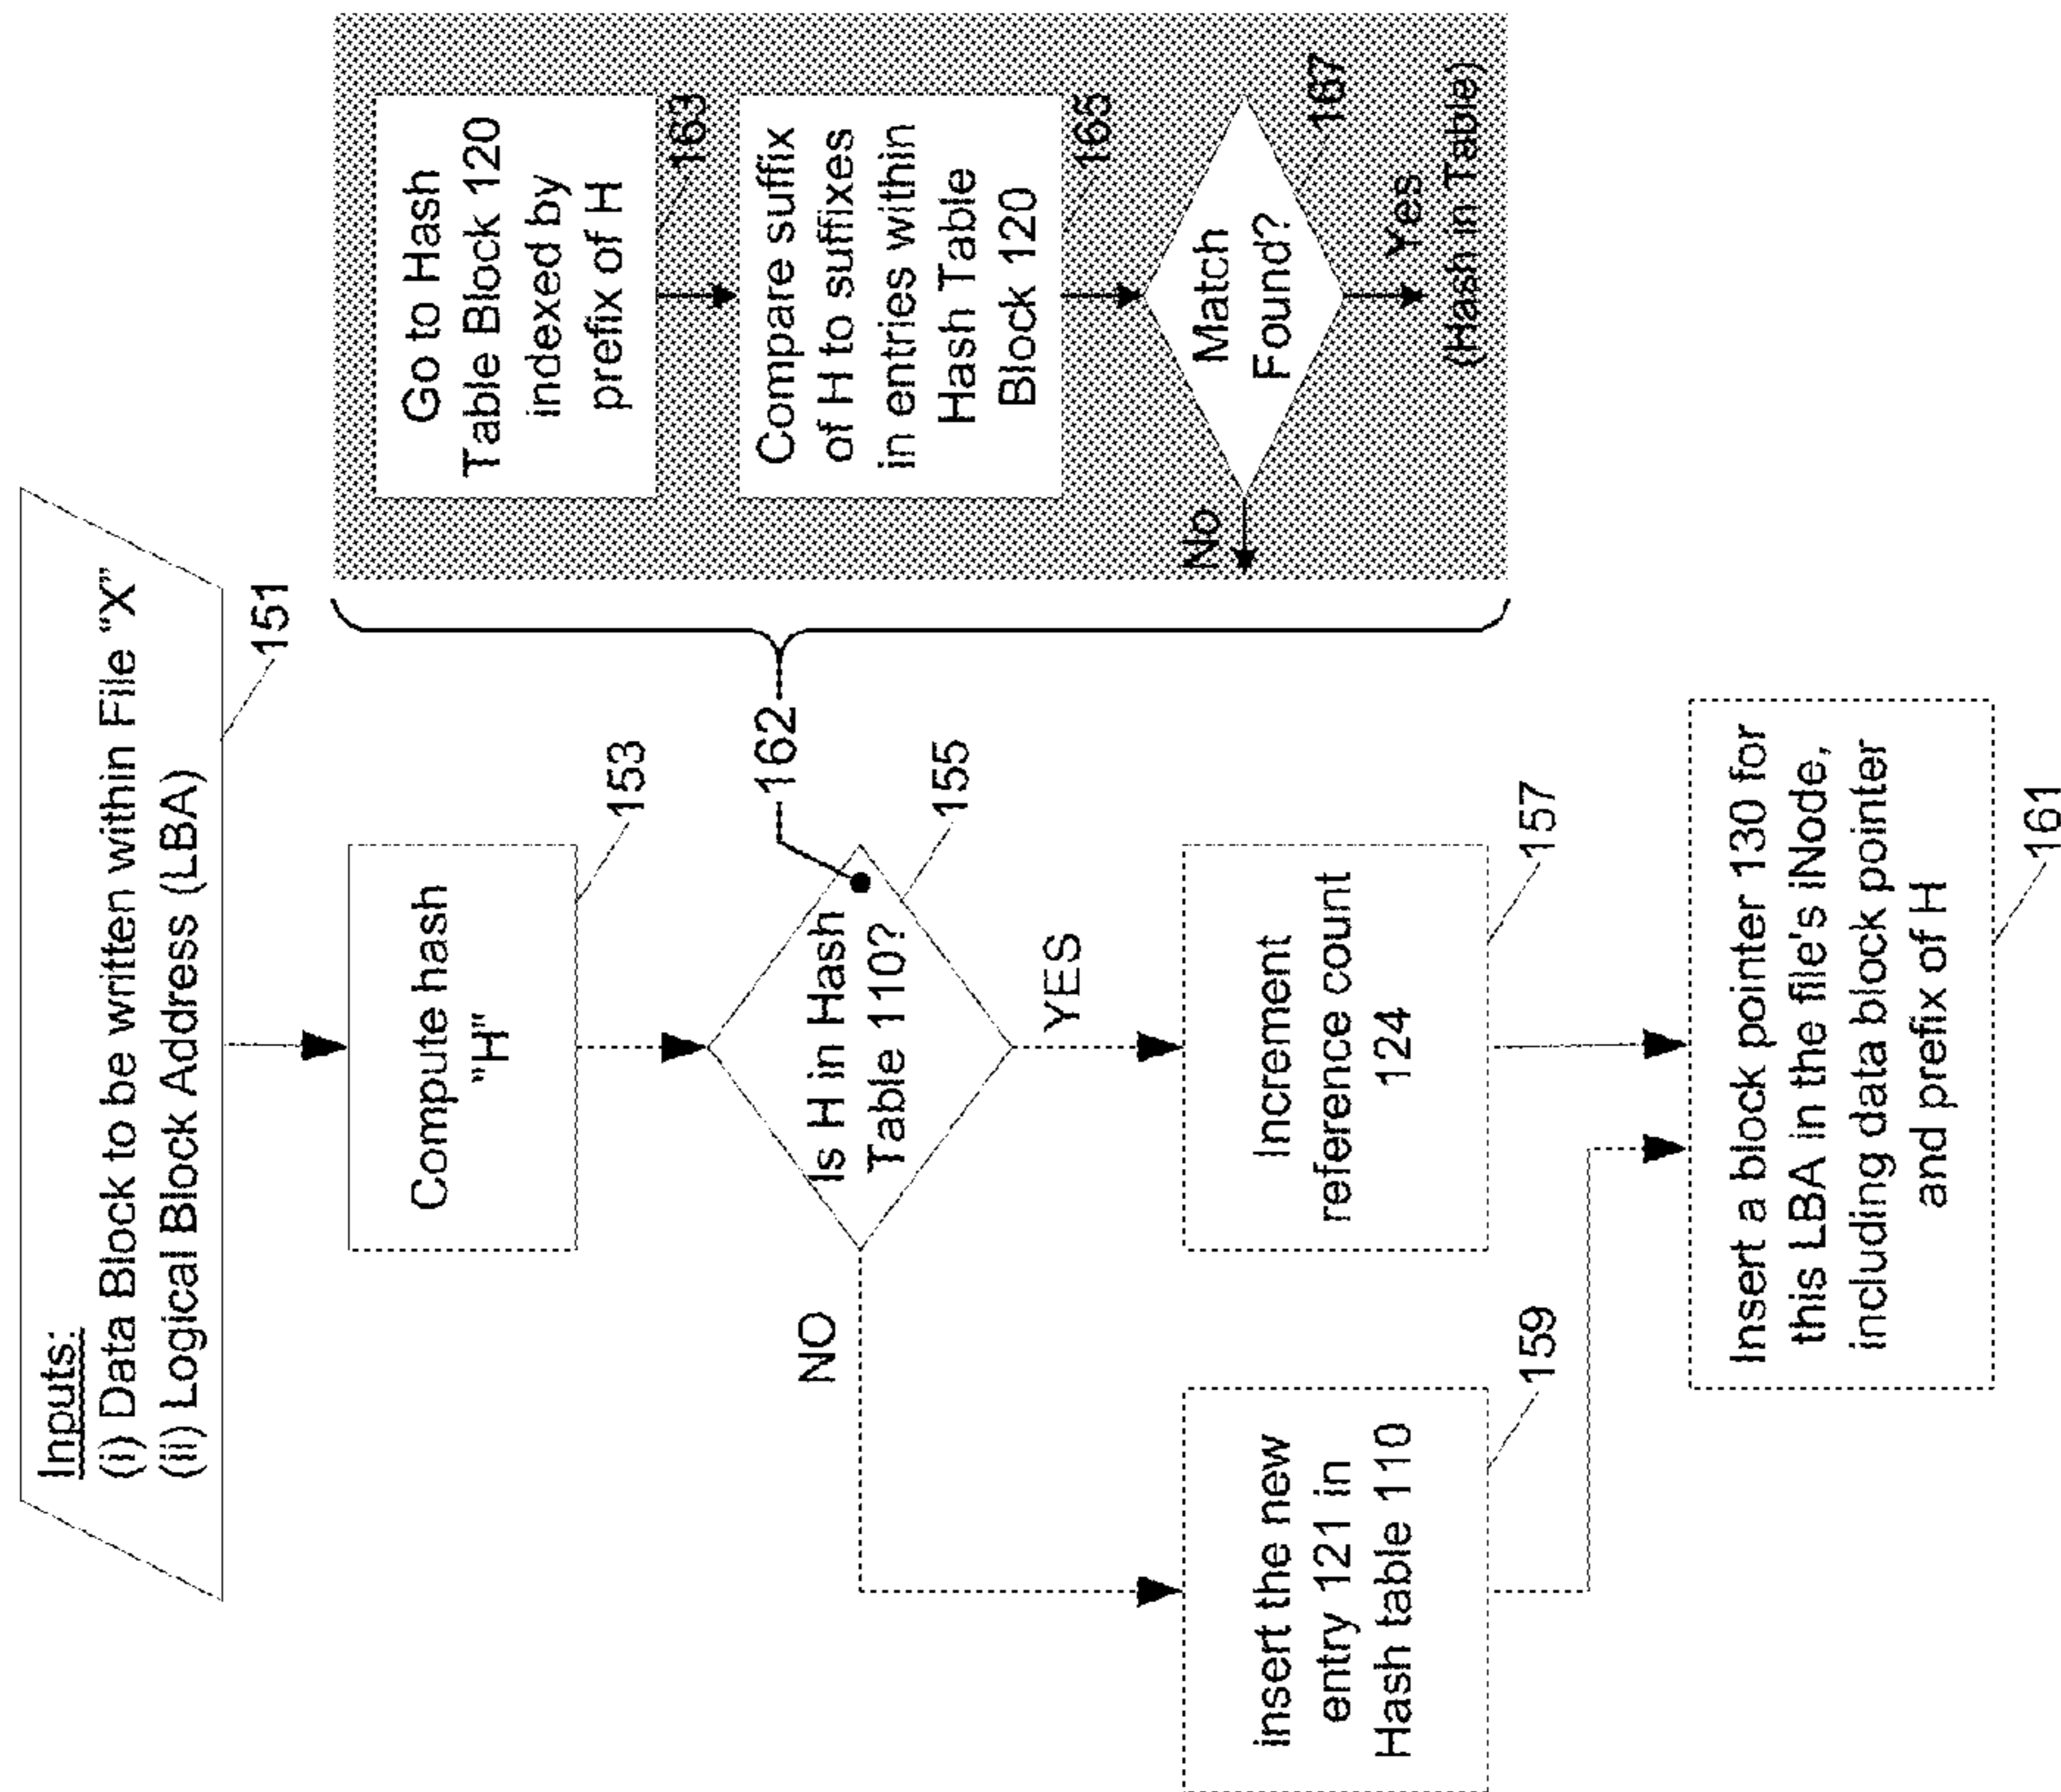 Inputs:
(i) Data Block to be written within File "X"
(ii) Logical Block Address (LBA)
151
Compute hash
"H"
153
Is H in Hash
Table 110?
155
162
NO
YES
insert the new
entry 121 in
Hash table 110
159
Increment
reference count
124
157
Insert a block pointer 130 for
this LBA in the file's iNode,
including data block pointer
and prefix of H
161
Go to Hash
Table Block 120
indexed by
prefix of H
163
Compare suffix
of H to suffixes
in entries within
Hash Table
Block 120
165
Match
Found?
167
No
Yes
(Hash in Table)